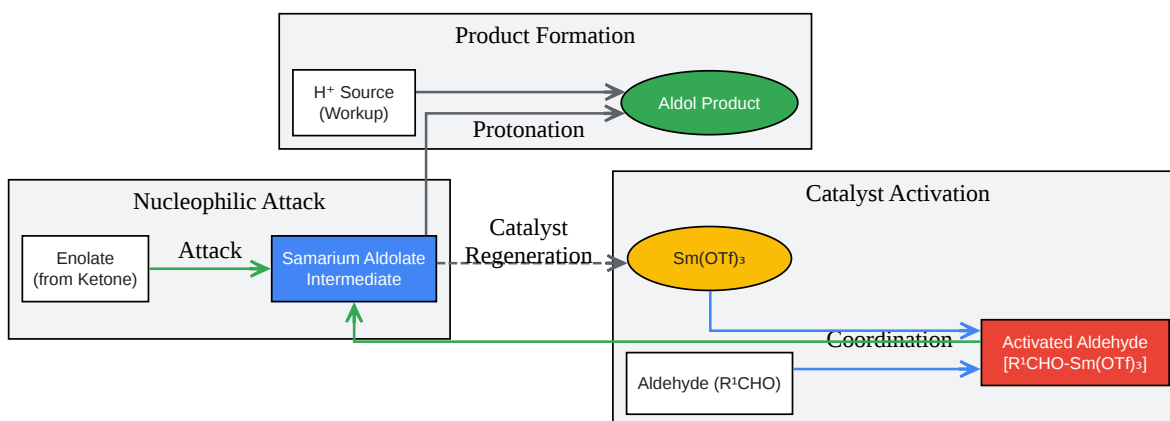 Product Formation
H⁺ Source
(Workup)
Aldol Product
Protonation
Nucleophilic Attack
Enolate
(from Ketone)
Attack
Samarium Aldolate
Intermediate
Catalyst
Regeneration
Catalyst Activation
Sm(OTf)₃
Coordination
Activated Aldehyde
[R¹CHO-Sm(OTf)₃]
Aldehyde (R¹CHO)